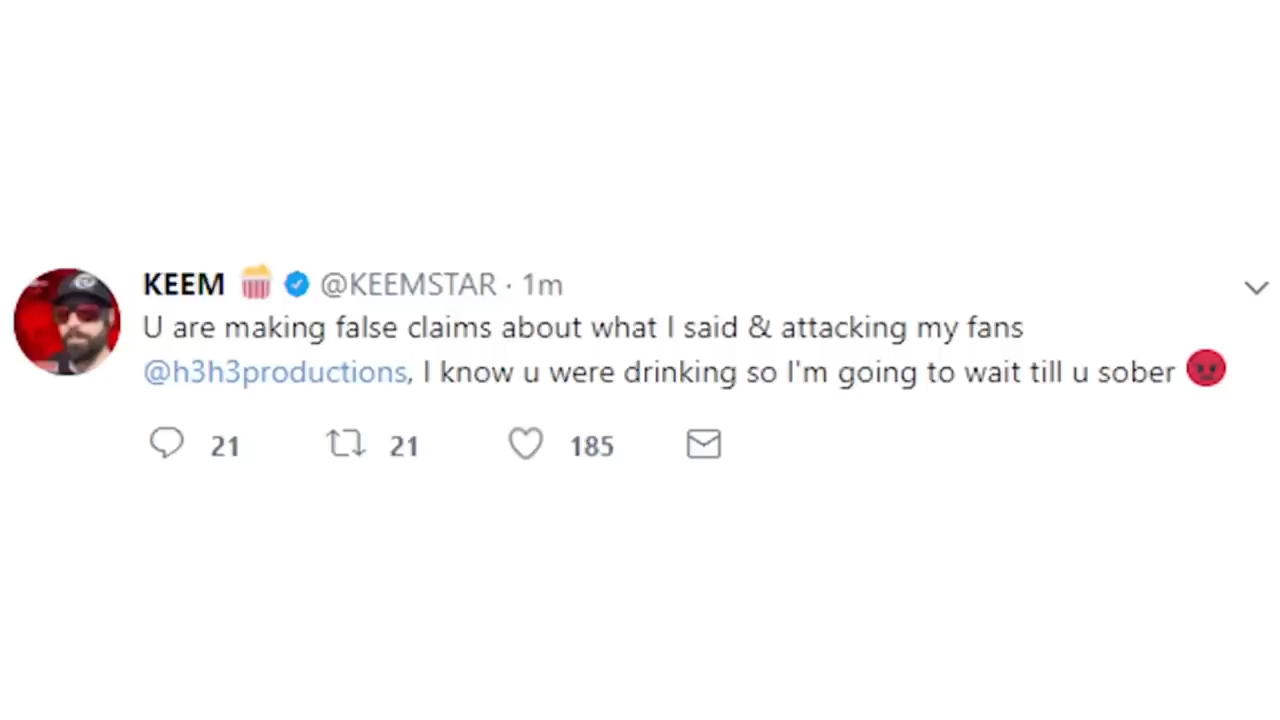 KEEM 🍿 @KEEMSTAR · 1m
U are making false claims about what I said & attacking my fans
@h3h3productions, I know u were drinking so I'm going to wait till u sober 😡
21 21 185